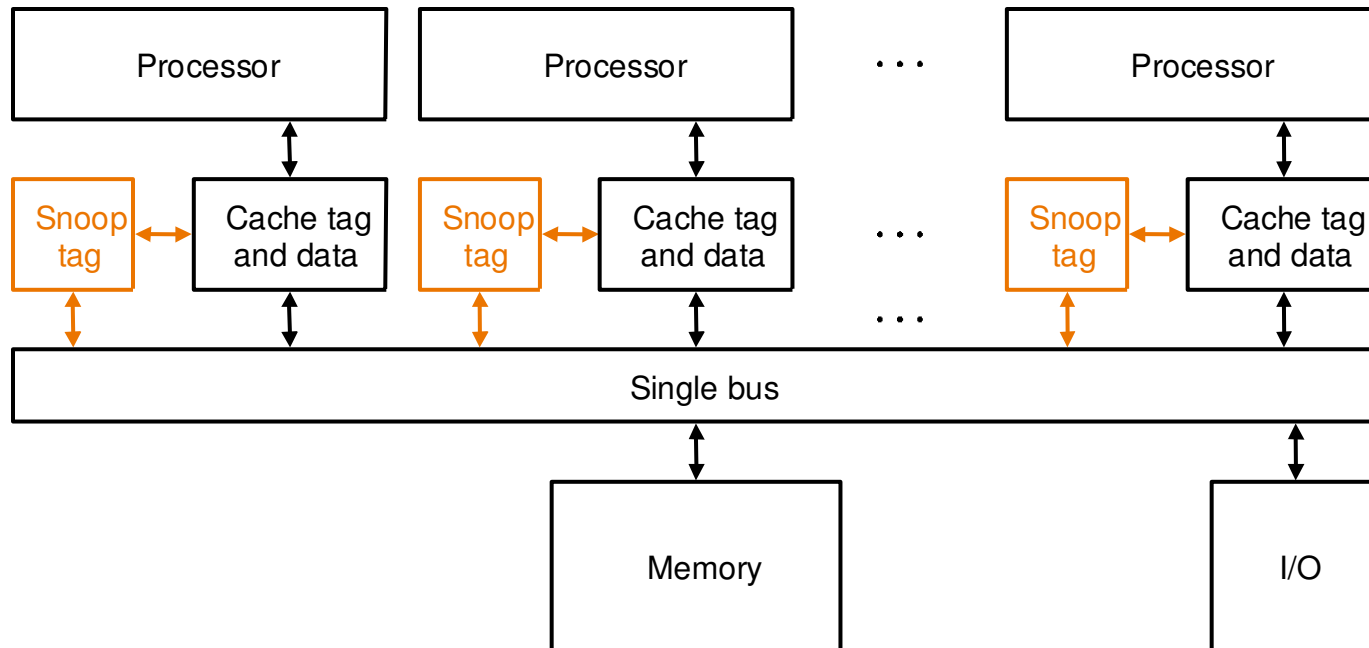 Processor
Processor
. . .
Processor
Snoop
tag
Cache tag
and data
Snoop
tag
Cache tag
and data
. . .
Snoop
tag
Cache tag
and data
. . .
Single bus
Memory
I/O